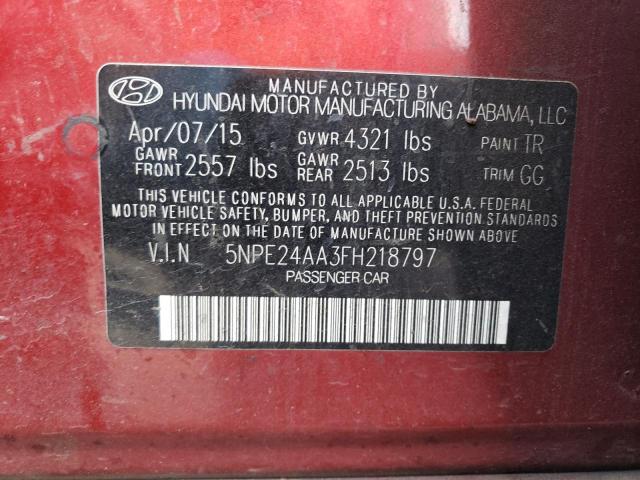 MANUFACTURED BY
HYUNDAI MOTOR MANUFACTURING ALABAMA, LLC
Apr/07/15 GVWR 4321 lbs PAINT TR
GAWR FRONT 2557 lbs GAWR REAR 2513 lbs TRIM GG
THIS VEHICLE CONFORMS TO ALL APPLICABLE U.S.A. FEDERAL
MOTOR VEHICLE SAFETY, BUMPER, AND THEFT PREVENTION STANDARDS
IN EFFECT ON THE DATE OF MANUFACTURE SHOWN ABOVE.
V.I.N 5NPE24AA3FH218797
PASSENGER CAR